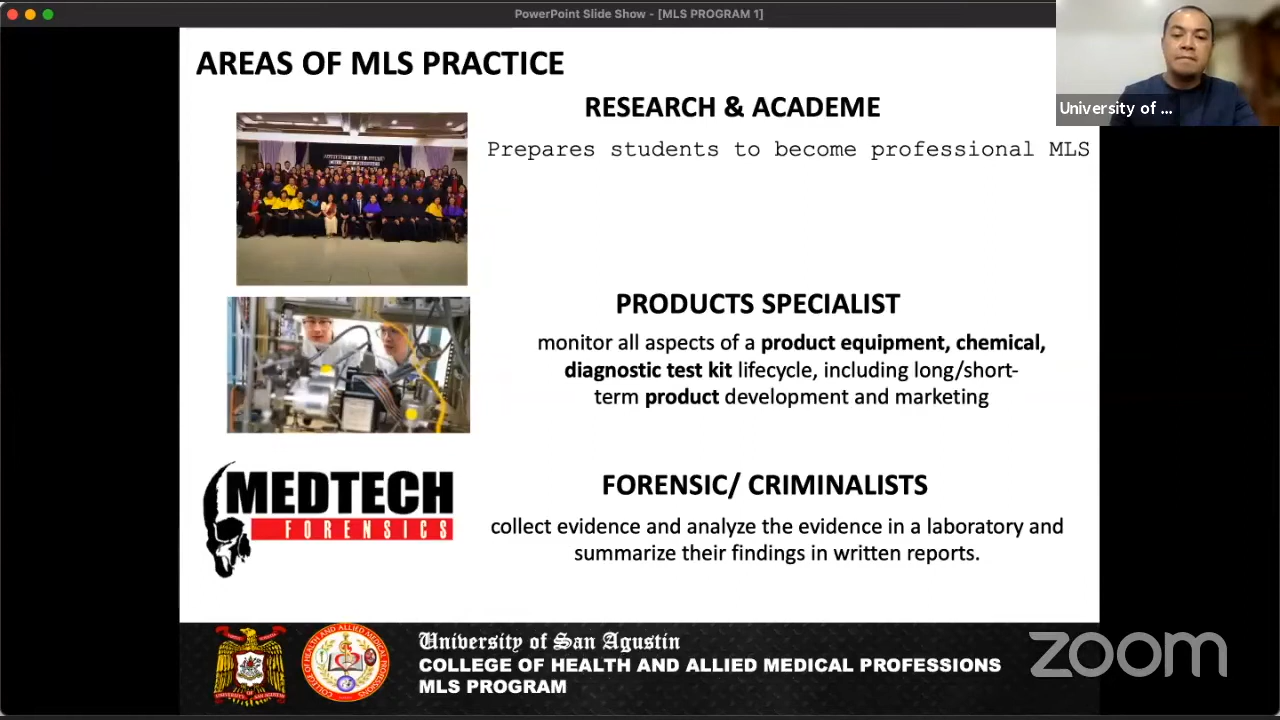 PowerPoint Slide Show - [MLS PROGRAM 1]
University of ...
AREAS OF MLS PRACTICE
RESEARCH & ACADEME
Prepares students to become professional MLS
PRODUCTS SPECIALIST
monitor all aspects of a product equipment, chemical,
diagnostic test kit lifecycle, including long/short-
term product development and marketing
MEDTECH
FORENSICS
FORENSIC/ CRIMINALISTS
collect evidence and analyze the evidence in a laboratory and
summarize their findings in written reports.
University of San Agustin
COLLEGE OF HEALTH AND ALLIED MEDICAL PROFESSIONS
MLS PROGRAM
zoom